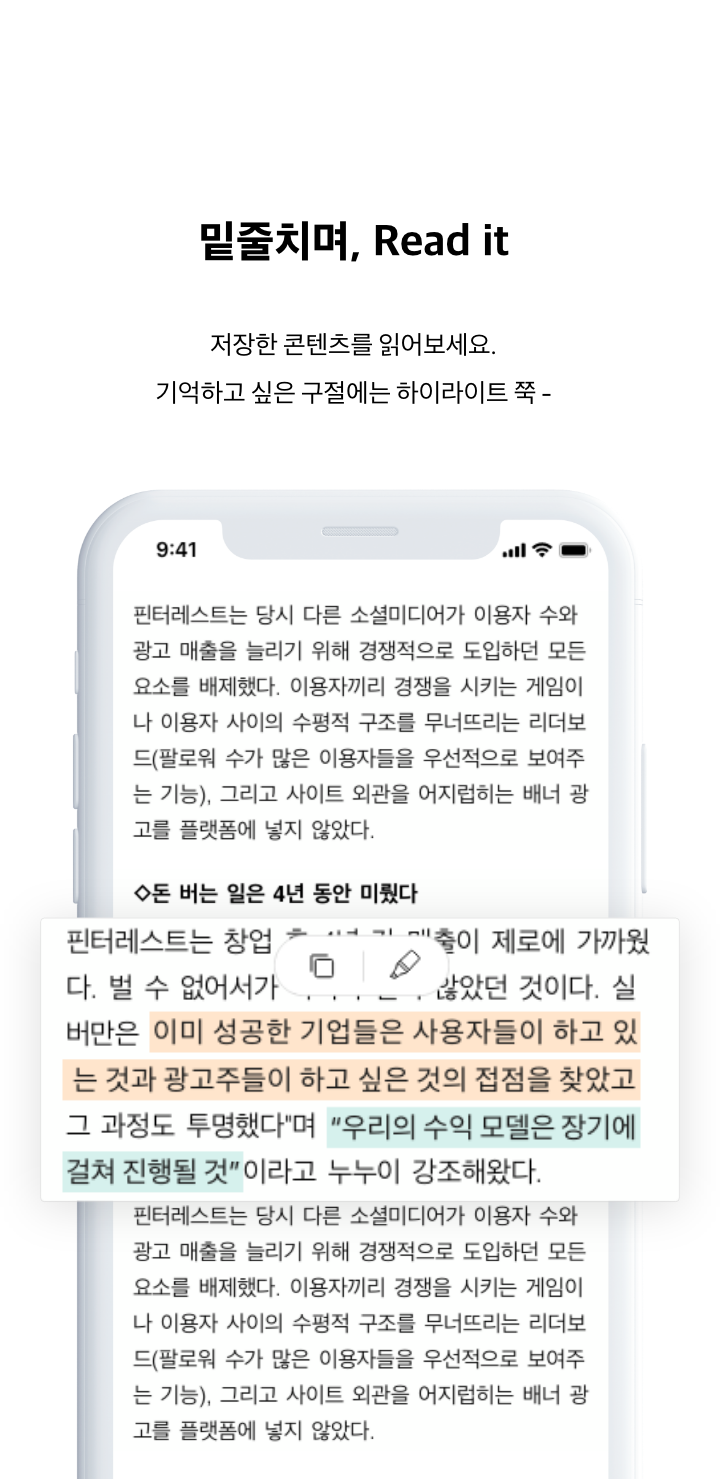 밑줄치며, Read it
저장한 콘텐츠를 읽어보세요.
기억하고 싶은 구절에는 하이라이트 쭉 -
9:41
핀터레스트는 당시 다른 소셜미디어가 이용자 수와
광고 매출을 늘리기 위해 경쟁적으로 도입하던 모든
요소를 배제했다. 이용자끼리 경쟁을 시키는 게임이
나 이용자 사이의 수평적 구조를 무너뜨리는 리더보
드(팔로워 수가 많은 이용자들을 우선적으로 보여주
는 기능), 그리고 사이트 외관을 어지럽히는 배너 광
고를 플랫폼에 넣지 않았다.
◇돈 버는 일은 4년 동안 미뤘다
핀터레스트는 창업 제로에 가까웠
다. 벌 수 없어서가 않았던 것이다. 실
버만은 이미 성공한 기업들은 사용자들이 하고 있
는 것과 광고주들이 하고 싶은 것의 접점을 찾았고
그 과정도 투명했다"며 "우리의 수익 모델은 장기에
걸쳐 진행될 것"이라고 누누이 강조해왔다.
핀터레스트는 당시 다른 소셜미디어가 이용자 수와
광고 매출을 늘리기 위해 경쟁적으로 도입하던 모든
요소를 배제했다. 이용자끼리 경쟁을 시키는 게임이
나 이용자 사이의 수평적 구조를 무너뜨리는 리더보
드(팔로워 수가 많은 이용자들을 우선적으로 보여주
는 기능), 그리고 사이트 외관을 어지럽히는 배너 광
고를 플랫폼에 넣지 않았다.